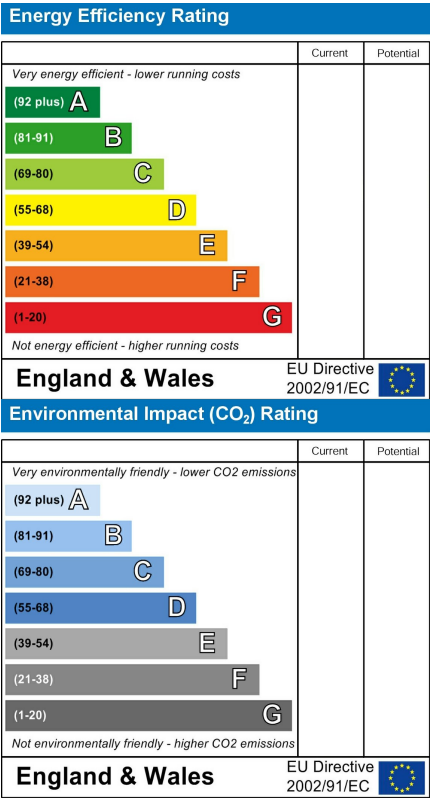 Energy Efficiency Rating
Current Potential
Very energy efficient - lower running costs
(92 plus) A
(81-91) B
(69-80) C
(55-68) D
(39-54) E
(21-38) F
(1-20) G
Not energy efficient - higher running costs
England & Wales
EU Directive
2002/91/EC
Environmental Impact (CO₂) Rating
Current Potential
Very environmentally friendly - lower CO2 emissions
(92 plus) A
(81-91) B
(69-80) C
(55-68) D
(39-54) E
(21-38) F
(1-20) G
Not environmentally friendly - higher CO2 emissions
England & Wales
EU Directive
2002/91/EC